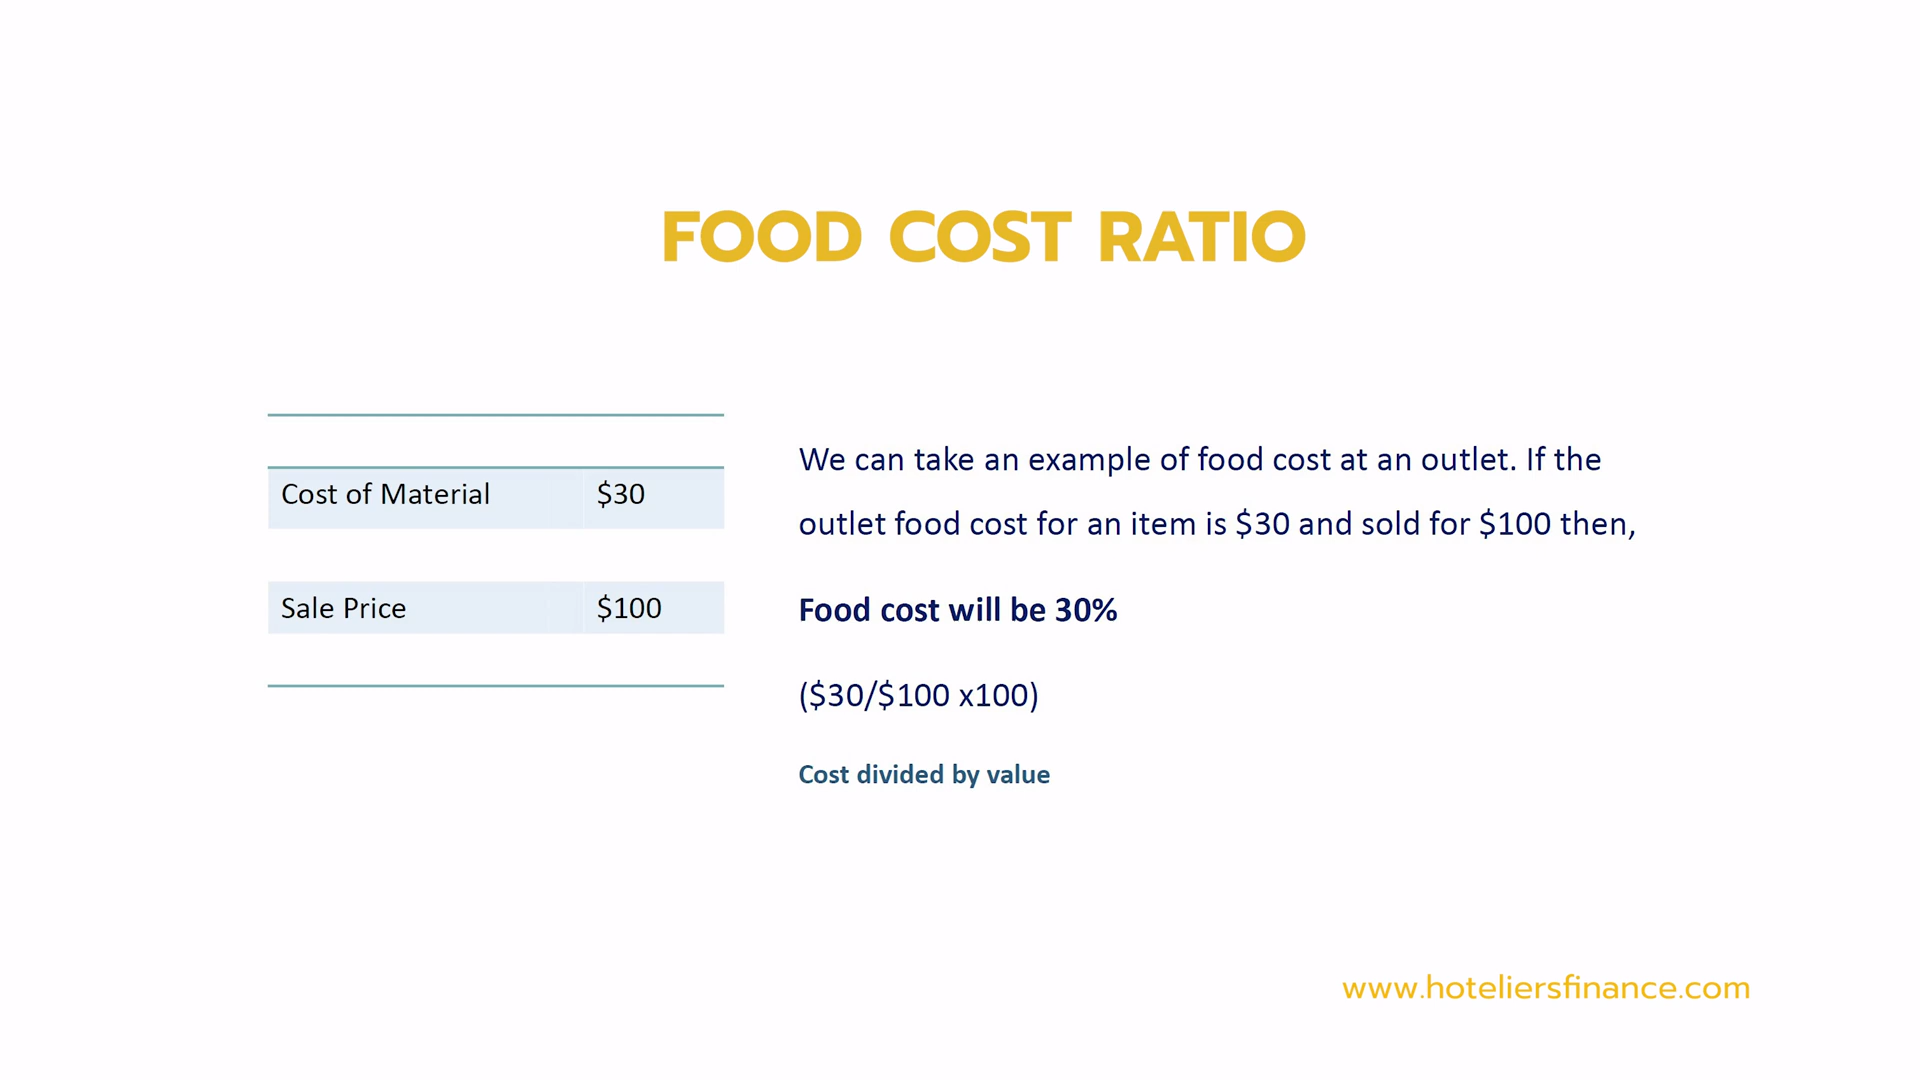 FOOD COST RATIO
Cost of Material $30
Sale Price $100
We can take an example of food cost at an outlet. If the
outlet food cost for an item is $30 and sold for $100 then,
Food cost will be 30%
($30/$100 x100)
Cost divided by value
www.hoteliersfinance.com